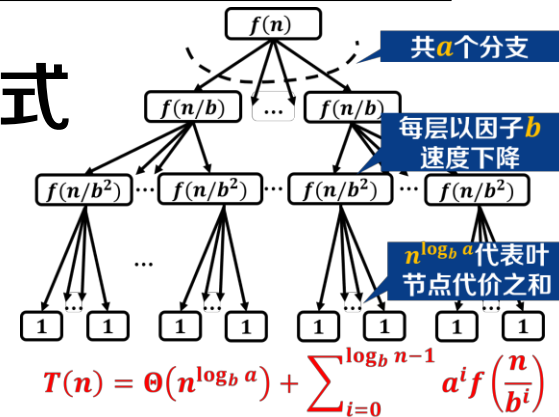 f(n)
共a个分支
式
f(n/b) … f(n/b)
每层以因子b
速度下降
f(n/b²) … f(n/b²) … f(n/b²) … f(n/b²)
n^{log_b a}代表叶
节点代价之和
…
… … … …
1 1 1 1 1 1 1 1
T(n) = Θ(n^{log_b a}) + ∑_{i=0}^{log_b n−1} a^i f(n/b^i)